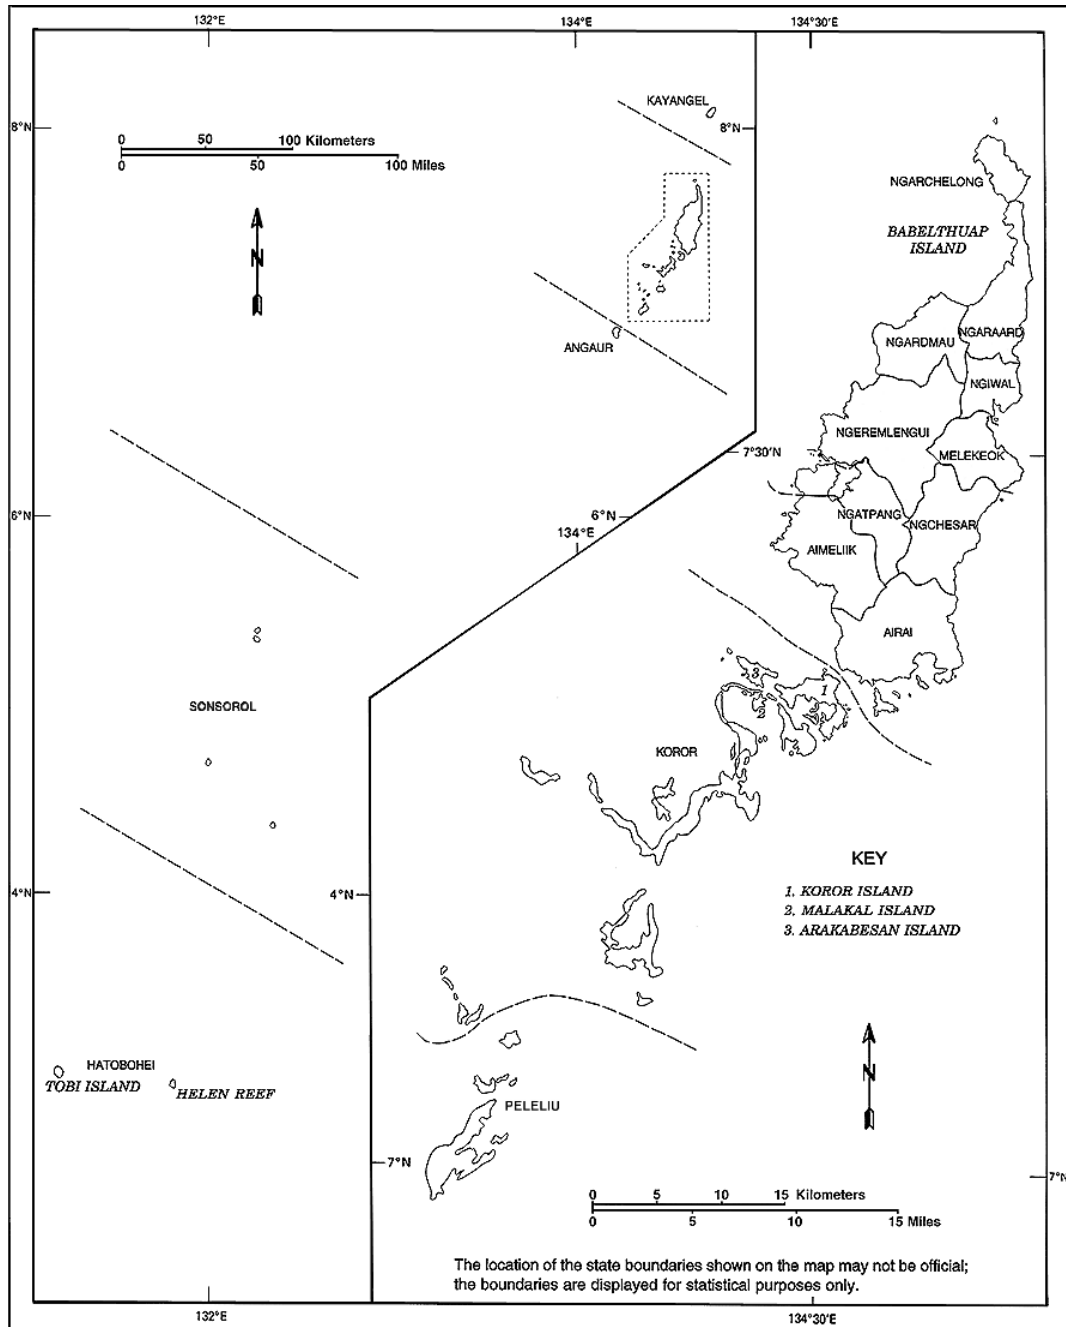 132°E 134°E 134°30'E
KAYANGEL
8°N
8°N
0 50 100 Kilometers
0 50 100 Miles
N
NGARCHELONG
BABELTHUAP
ISLAND
NGARDMAU
NGARAARD
ANGAUR
NGIWAL
NGEREMLENGUI
MELEKEOK
7°30'N
6°N
6°N
134°E
NGATPANG
NGCHESAR
AIMELIIK
AIRAI
3
1
2
SONSOROL
KOROR
KEY
1. KOROR ISLAND
2. MALAKAL ISLAND
3. ARAKABESAN ISLAND
4°N
4°N
N
HATOBOHEI
TOBI ISLAND
HELEN REEF
PELELIU
7°N
7°N
0 5 10 15 Kilometers
0 5 10 15 Miles
The location of the state boundaries shown on the map may not be official;
the boundaries are displayed for statistical purposes only.
132°E
134°30'E